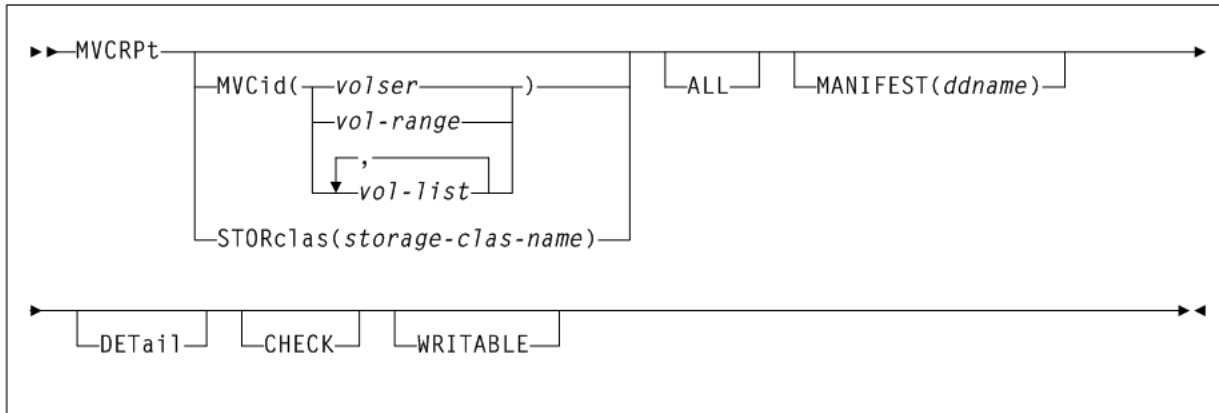 MVCRPt
MVCid( volser ) ALL MANIFEST(ddname)
vol-range
,
vol-list
STORclas(storage-clas-name)
DETail CHECK WRITABLE